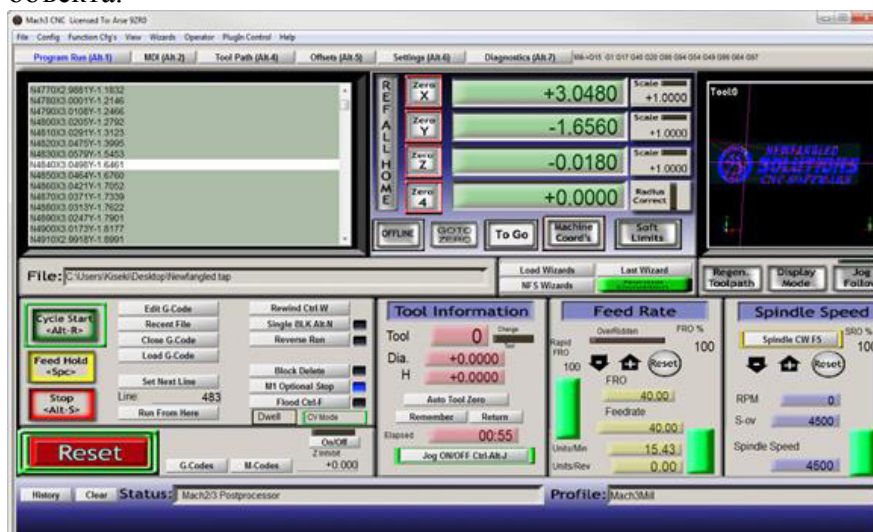 объекта.
Mach3 CNC Licensed To: Arse 9ZR0
File Config Function Cfg's View Wizards Operator PlugIn Control Help
Program Run (Alt-1) MDI (Alt-2) Tool Path (Alt-4) Offsets (Alt-5) Settings (Alt-6) Diagnostics (Alt-7)
N4770X2.9881Y-1.1832
N4780X3.0001Y-1.2146
N4790X3.0108Y-1.2466
N4800X3.0205Y-1.2792
N4810X3.0291Y-1.3123
N4820X3.0475Y-1.3995
N4830X3.0579Y-1.5453
N4840X3.0498Y-1.6461
N4850X3.0464Y-1.6760
N4860X3.0421Y-1.7052
N4870X3.0371Y-1.7339
N4880X3.0313Y-1.7622
N4890X3.0247Y-1.7901
N4900X3.0173Y-1.8177
N4910X2.9918Y-1.8991
REF ALL HOME
Zero X +3.0480 Scale +1.0000
Zero Y -1.6560 Scale +1.0000
Zero Z -0.0180 Scale +1.0000
Zero 4 +0.0000 Radius Correct
OFFLINE GOTO ZERO To Go Machine Coord's Soft Limits
Tool:0
NEWFANGLED
SOLUTIONS
CNC SOFTWARE
File: C:\Users\Kiseki\Desktop\Newfangled.tap
Load Wizards Last Wizard
NFS Wizards
Regen. Toolpath Display Mode Jog Follow
Cycle Start <Alt-R>
Feed Hold <Spc>
Stop <Alt-S>
Edit G-Code Rewind Ctrl-W
Recent File Single BLK Alt-N
Close G-Code Reverse Run
Load G-Code Block Delete
Set Next Line M1 Optional Stop
Line: 483 Flood Ctrl-F
Run From Here Dwell CV Mode
Reset
G-Codes M-Codes
On/Off
Z Inhibit
+0.000
Tool Information
Tool 0 Change Tool
Dia. +0.0000
H +0.0000
Auto Tool Zero
Remember Return
Elapsed 00:55
Jog ON/OFF Ctrl-Alt-J
Feed Rate
OverRidden FRO %
Rapid FRO 100 Reset 100
FRO
40.00
Feedrate
40.00
Units/Min 15.43
Units/Rev 0.00
Spindle Speed
Spindle CW F5 SRO %
Reset 100
RPM 0
S-ov 4500
Spindle Speed
4500
History Clear Status: Mach2/3 Postprocessor Profile: Mach3Mill